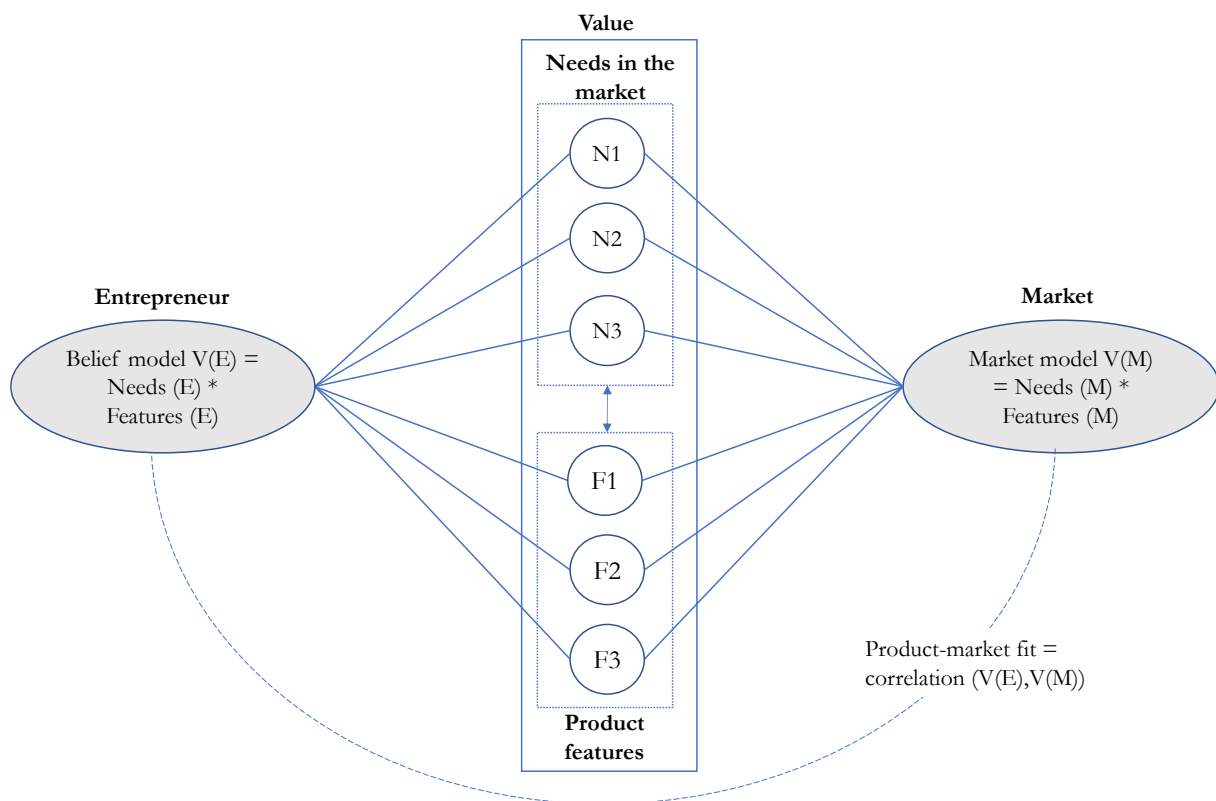 Value
Needs in the
market
N1
N2
N3
Entrepreneur
Belief model V(E) =
Needs (E) *
Features (E)
Market
Market model V(M)
= Needs (M) *
Features (M)
F1
F2
F3
Product
features
Product-market fit =
correlation (V(E),V(M))